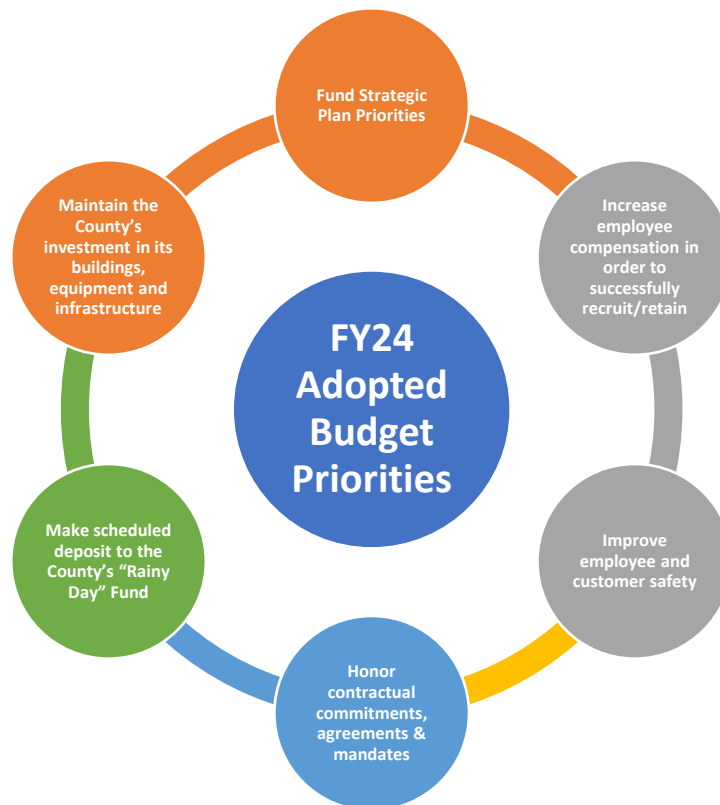 Fund Strategic
Plan Priorities
Increase
employee
compensation in
order to
successfully
recruit/retain
Improve
employee and
customer safety
Honor
contractual
commitments,
agreements &
mandates
Make scheduled
deposit to the
County's “Rainy
Day” Fund
Maintain the
County's
investment in its
buildings,
equipment and
infrastructure
FY24
Adopted
Budget
Priorities